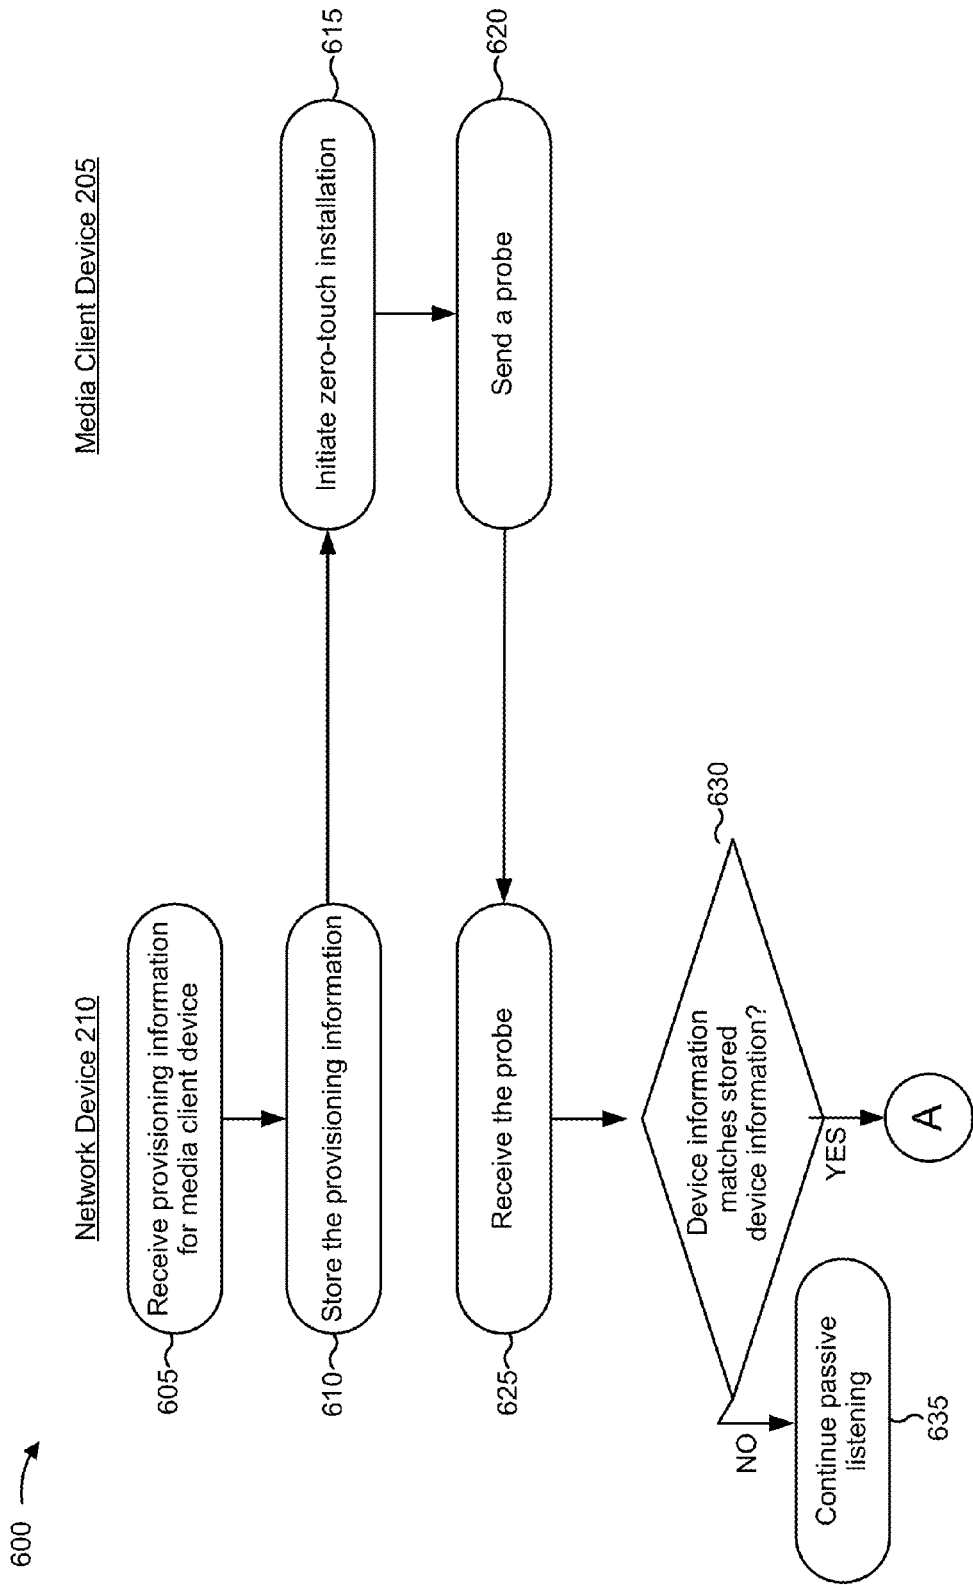 600
Network Device 210
Media Client Device 205
605
Receive provisioning information
for media client device
610
Store the provisioning information
Initiate zero-touch installation
615
Send a probe
620
625
Receive the probe
Device information
matches stored
device information?
630
NO
YES
Continue passive
listening
635
A